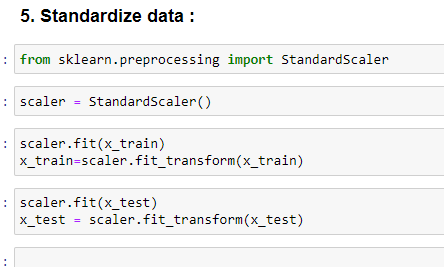 5. Standardize data :
: from sklearn.preprocessing import StandardScaler
: scaler = StandardScaler()
: scaler.fit(x_train)
x_train=scaler.fit_transform(x_train)
: scaler.fit(x_test)
x_test = scaler.fit_transform(x_test)
: